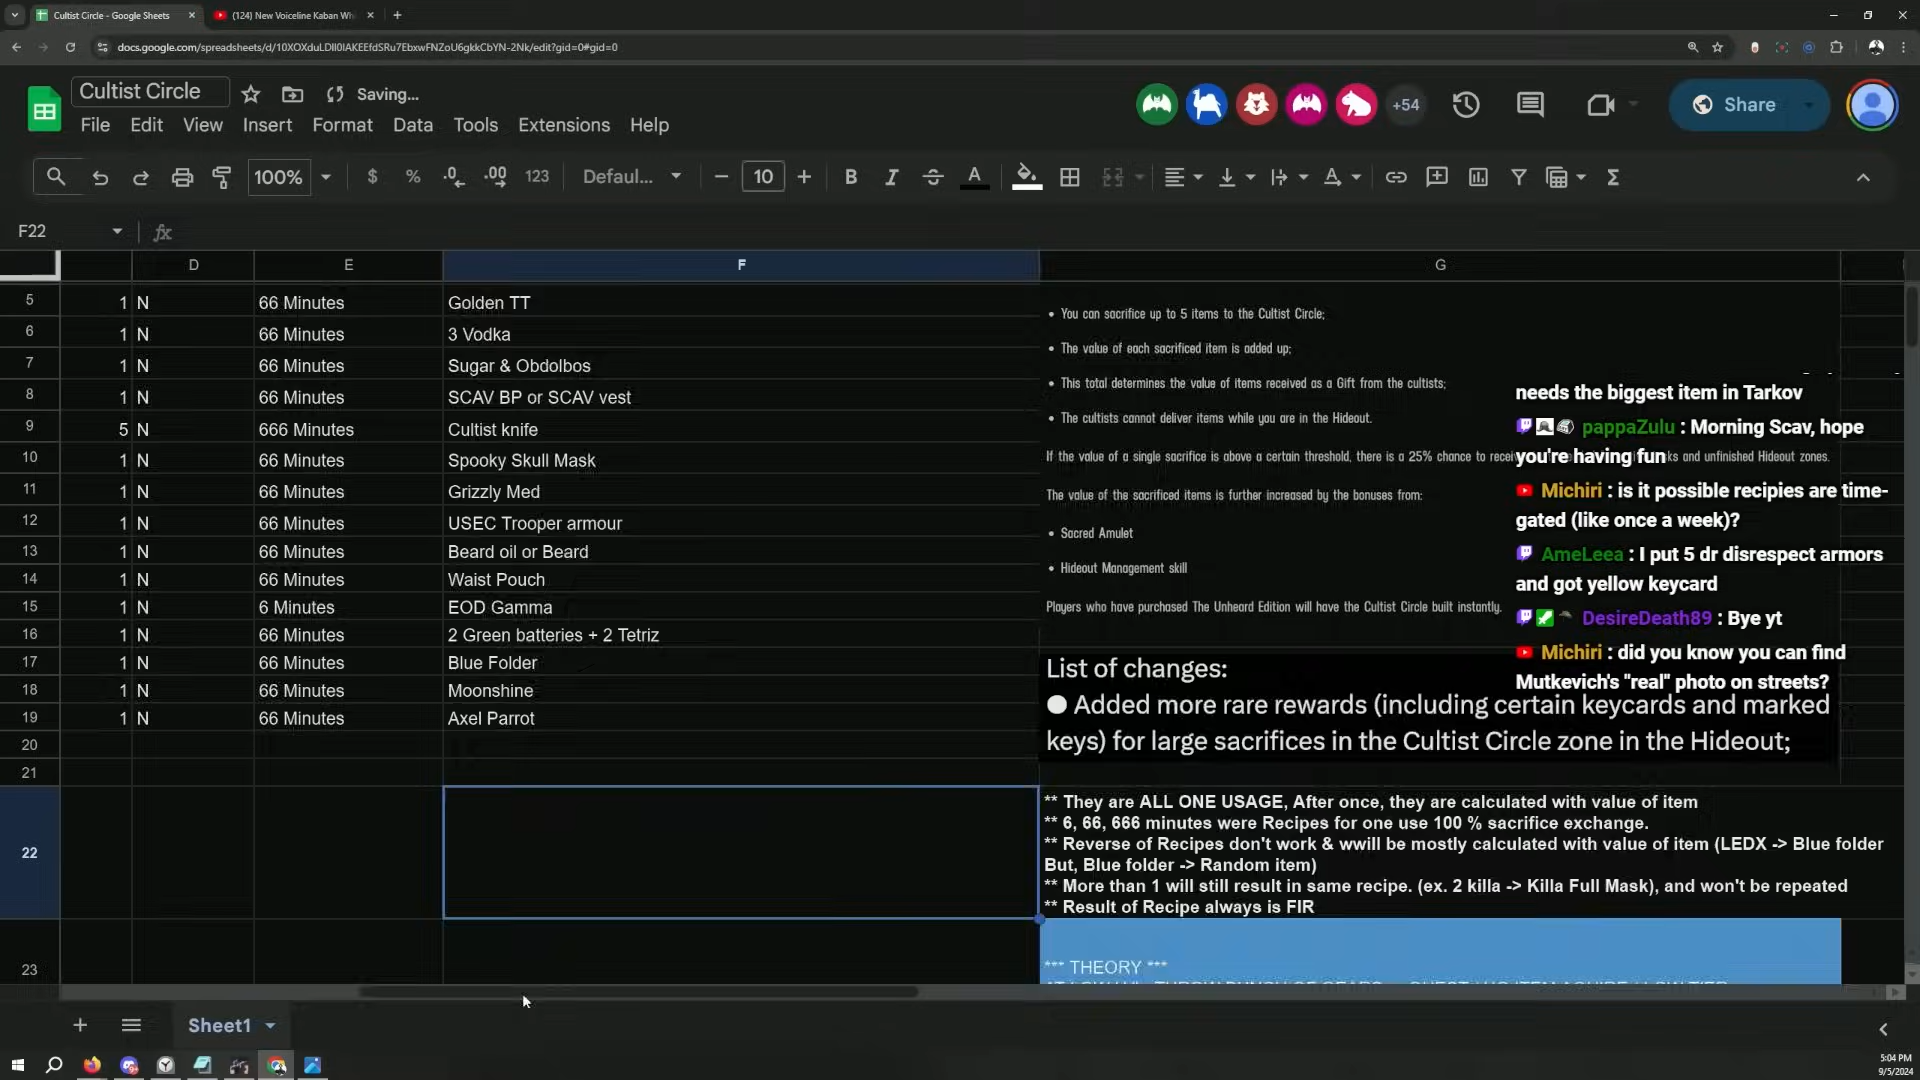 Cultist Circle - Google Sheets
(124) New Voiceline Kaban Wh
docs.google.com/spreadsheets/d/10XOXduLDlI0lAKEEfdSRu7EbxwFNZoU6gkkCbYN-2Nk/edit?gid=0#gid=0
Cultist Circle
Saving...
+54
Share
File Edit View Insert Format Data Tools Extensions Help
100%
$ % .0 .00 123
Defaul...
10
B I A
F22
fx
D E F G
5 1 N 66 Minutes Golden TT
6 1 N 66 Minutes 3 Vodka
7 1 N 66 Minutes Sugar & Obdolbos
8 1 N 66 Minutes SCAV BP or SCAV vest
9 5 N 666 Minutes Cultist knife
10 1 N 66 Minutes Spooky Skull Mask
11 1 N 66 Minutes Grizzly Med
12 1 N 66 Minutes USEC Trooper armour
13 1 N 66 Minutes Beard oil or Beard
14 1 N 66 Minutes Waist Pouch
15 1 N 6 Minutes EOD Gamma
16 1 N 66 Minutes 2 Green batteries + 2 Tetriz
17 1 N 66 Minutes Blue Folder
18 1 N 66 Minutes Moonshine
19 1 N 66 Minutes Axel Parrot
20
21
22
23
• You can sacrifice up to 5 items to the Cultist Circle;
• The value of each sacrificed item is added up;
• This total determines the value of items received as a Gift from the cultists;
• The cultists cannot deliver items while you are in the Hideout.
If the value of a single sacrifice is above a certain threshold, there is a 25% chance to receiv
ks and unfinished Hideout zones.
The value of the sacrificed items is further increased by the bonuses from:
• Sacred Amulet
• Hideout Management skill
Players who have purchased The Unheard Edition will have the Cultist Circle built instantly.
needs the biggest item in Tarkov
pappaZulu : Morning Scav, hope
you're having fun
Michiri : is it possible recipies are time-
gated (like once a week)?
AmeLeea : I put 5 dr disrespect armors
and got yellow keycard
DesireDeath89 : Bye yt
Michiri : did you know you can find
Mutkevich's "real" photo on streets?
List of changes:
● Added more rare rewards (including certain keycards and marked
keys) for large sacrifices in the Cultist Circle zone in the Hideout;
** They are ALL ONE USAGE, After once, they are calculated with value of item
** 6, 66, 666 minutes were Recipes for one use 100 % sacrifice exchange.
** Reverse of Recipes don't work & wwill be mostly calculated with value of item (LEDX -> Blue folder
But, Blue folder -> Random item)
** More than 1 will still result in same recipe. (ex. 2 killa -> Killa Full Mask), and won't be repeated
** Result of Recipe always is FIR
*** THEORY ***
Sheet1
5:04 PM
9/5/2024